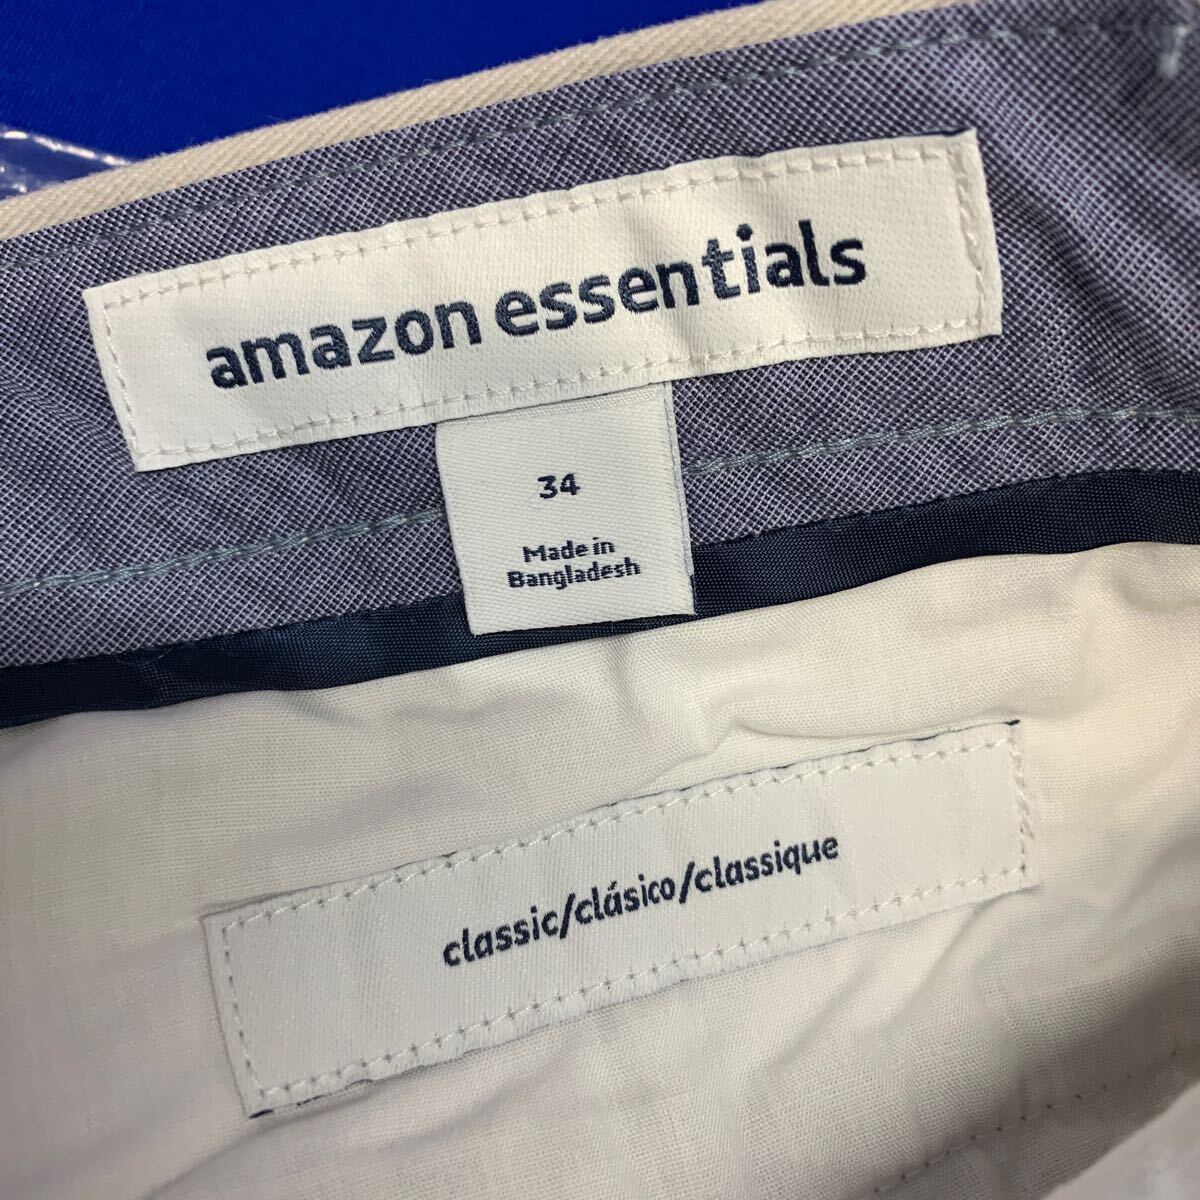 amazon essentials
34
Made in
Bangladesh
classic/clásico/classique